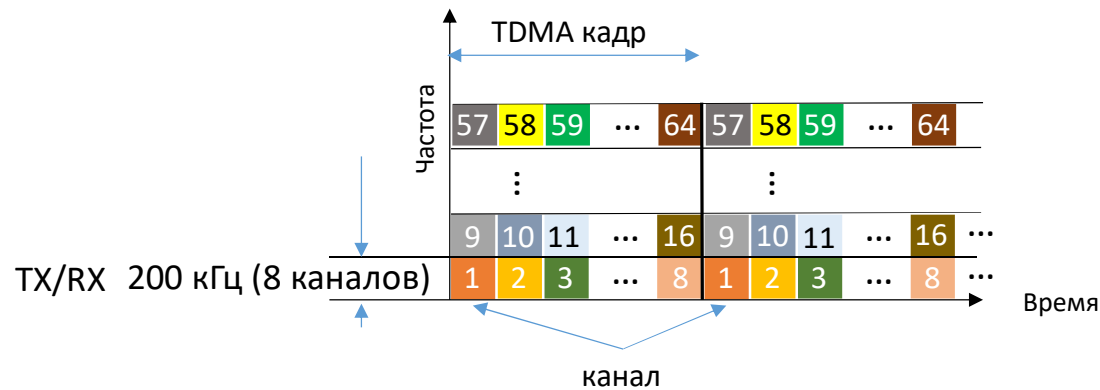 TDMA кадр
Частота
57 58 59 ... 64 57 58 59 ... 64
⋮ ⋮
9 10 11 ... 16 9 10 11 ... 16 ...
TX/RX 200 кГц (8 каналов) 1 2 3 ... 8 1 2 3 ... 8 ...
Время
канал